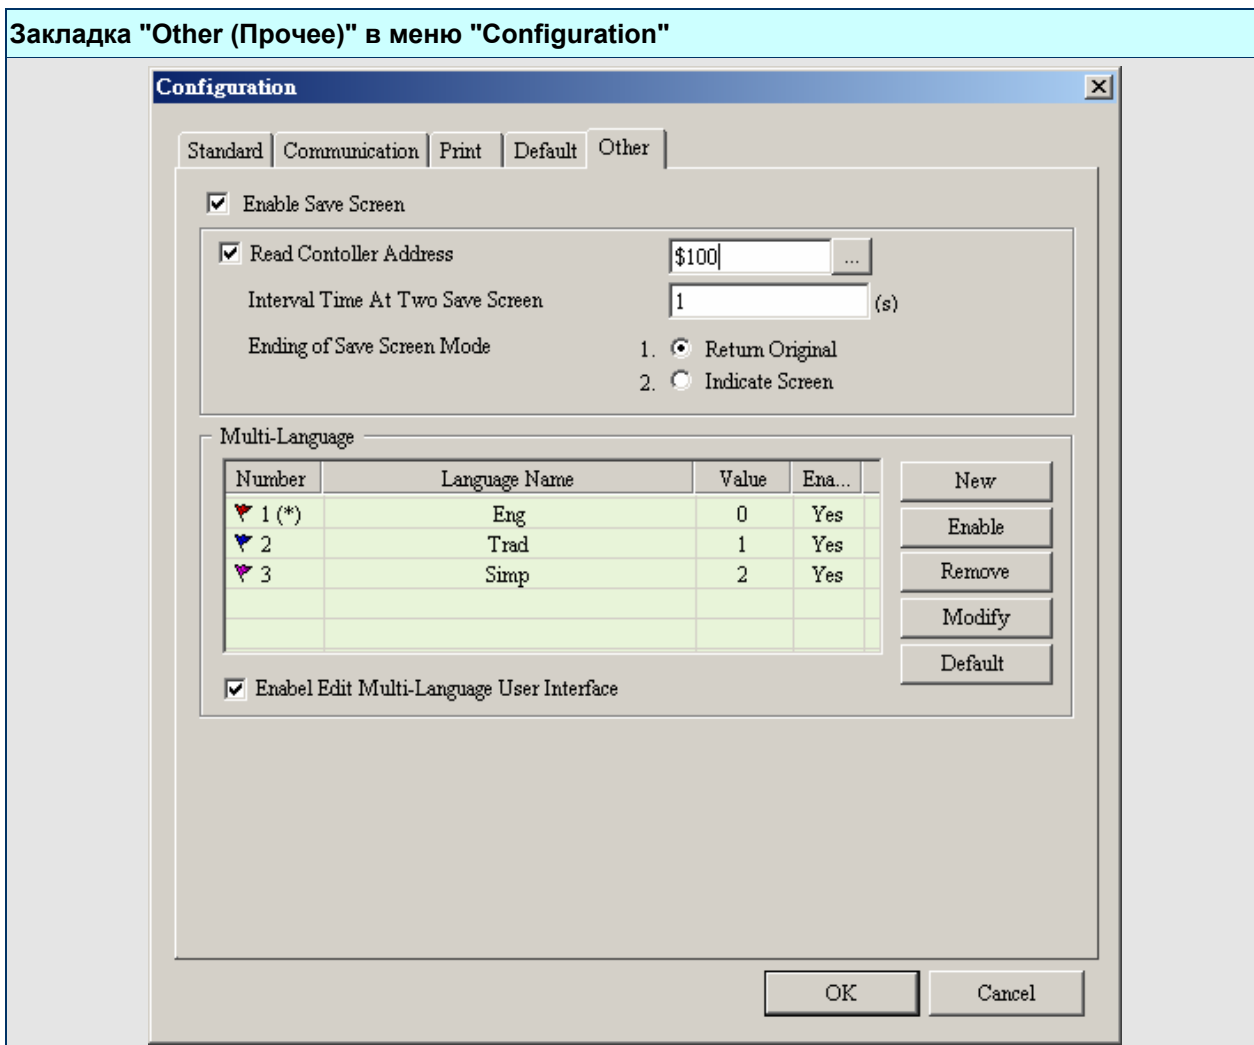 Закладка "Other (Прочее)" в меню "Configuration"
Configuration
Standard Communication Print Default Other
Enable Save Screen
Read Contoller Address $100 ...
Interval Time At Two Save Screen 1 (s)
Ending of Save Screen Mode 1. Return Original
2. Indicate Screen
Multi-Language
Number Language Name Value Ena... New
1 (*) Eng 0 Yes Enable
2 Trad 1 Yes
3 Simp 2 Yes Remove
Modify
Default
Enabel Edit Multi-Language User Interface
OK Cancel